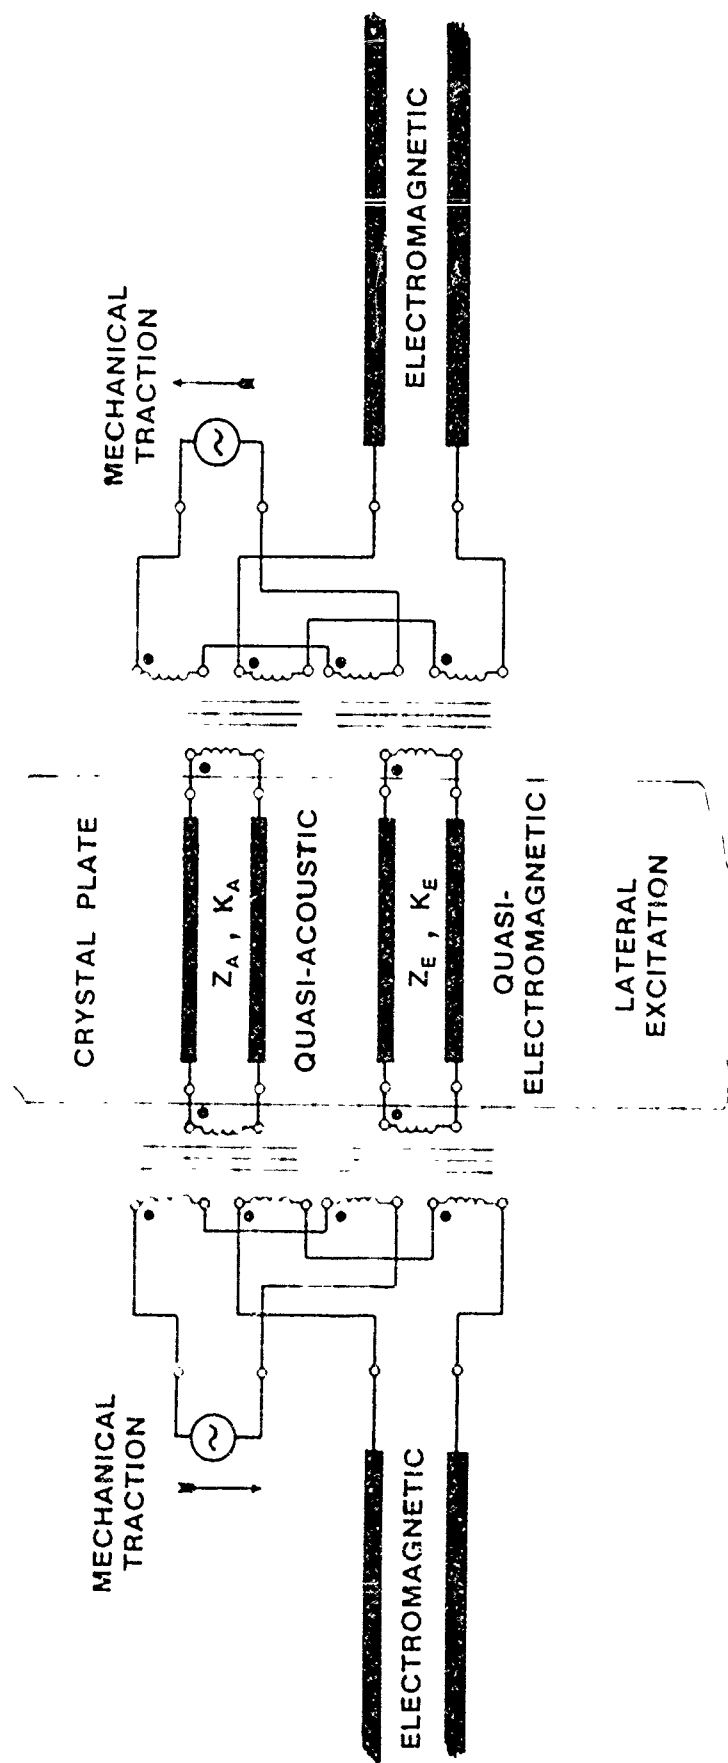 MECHANICAL
TRACTION
ELECTROMAGNETIC
CRYSTAL PLATE
Z_A , K_A
QUASI-ACOUSTIC
Z_E , K_E
QUASI-
ELECTROMAGNETIC
LATERAL
EXCITATION
MECHANICAL
TRACTION
ELECTROMAGNETIC